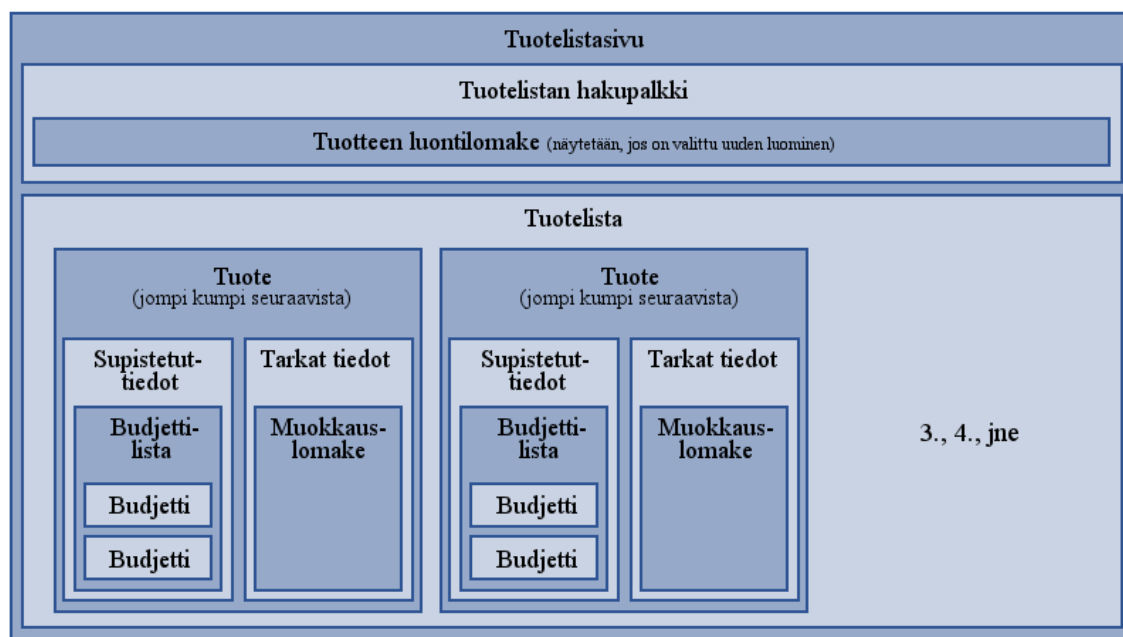 Tuotelistasivu
Tuotelistan hakupalkki
Tuotteen luontilomake (näytetään, jos on valittu uuden luominen)
Tuotelista
Tuote
(jompi kumpi seuraavista)
Supistetut-
tiedot
Budjetti-
lista
Budjetti
Budjetti
Tarkat tiedot
Muokkaus-
lomake
Tuote
(jompi kumpi seuraavista)
Supistetut-
tiedot
Budjetti-
lista
Budjetti
Budjetti
Tarkat tiedot
Muokkaus-
lomake
3., 4., jne